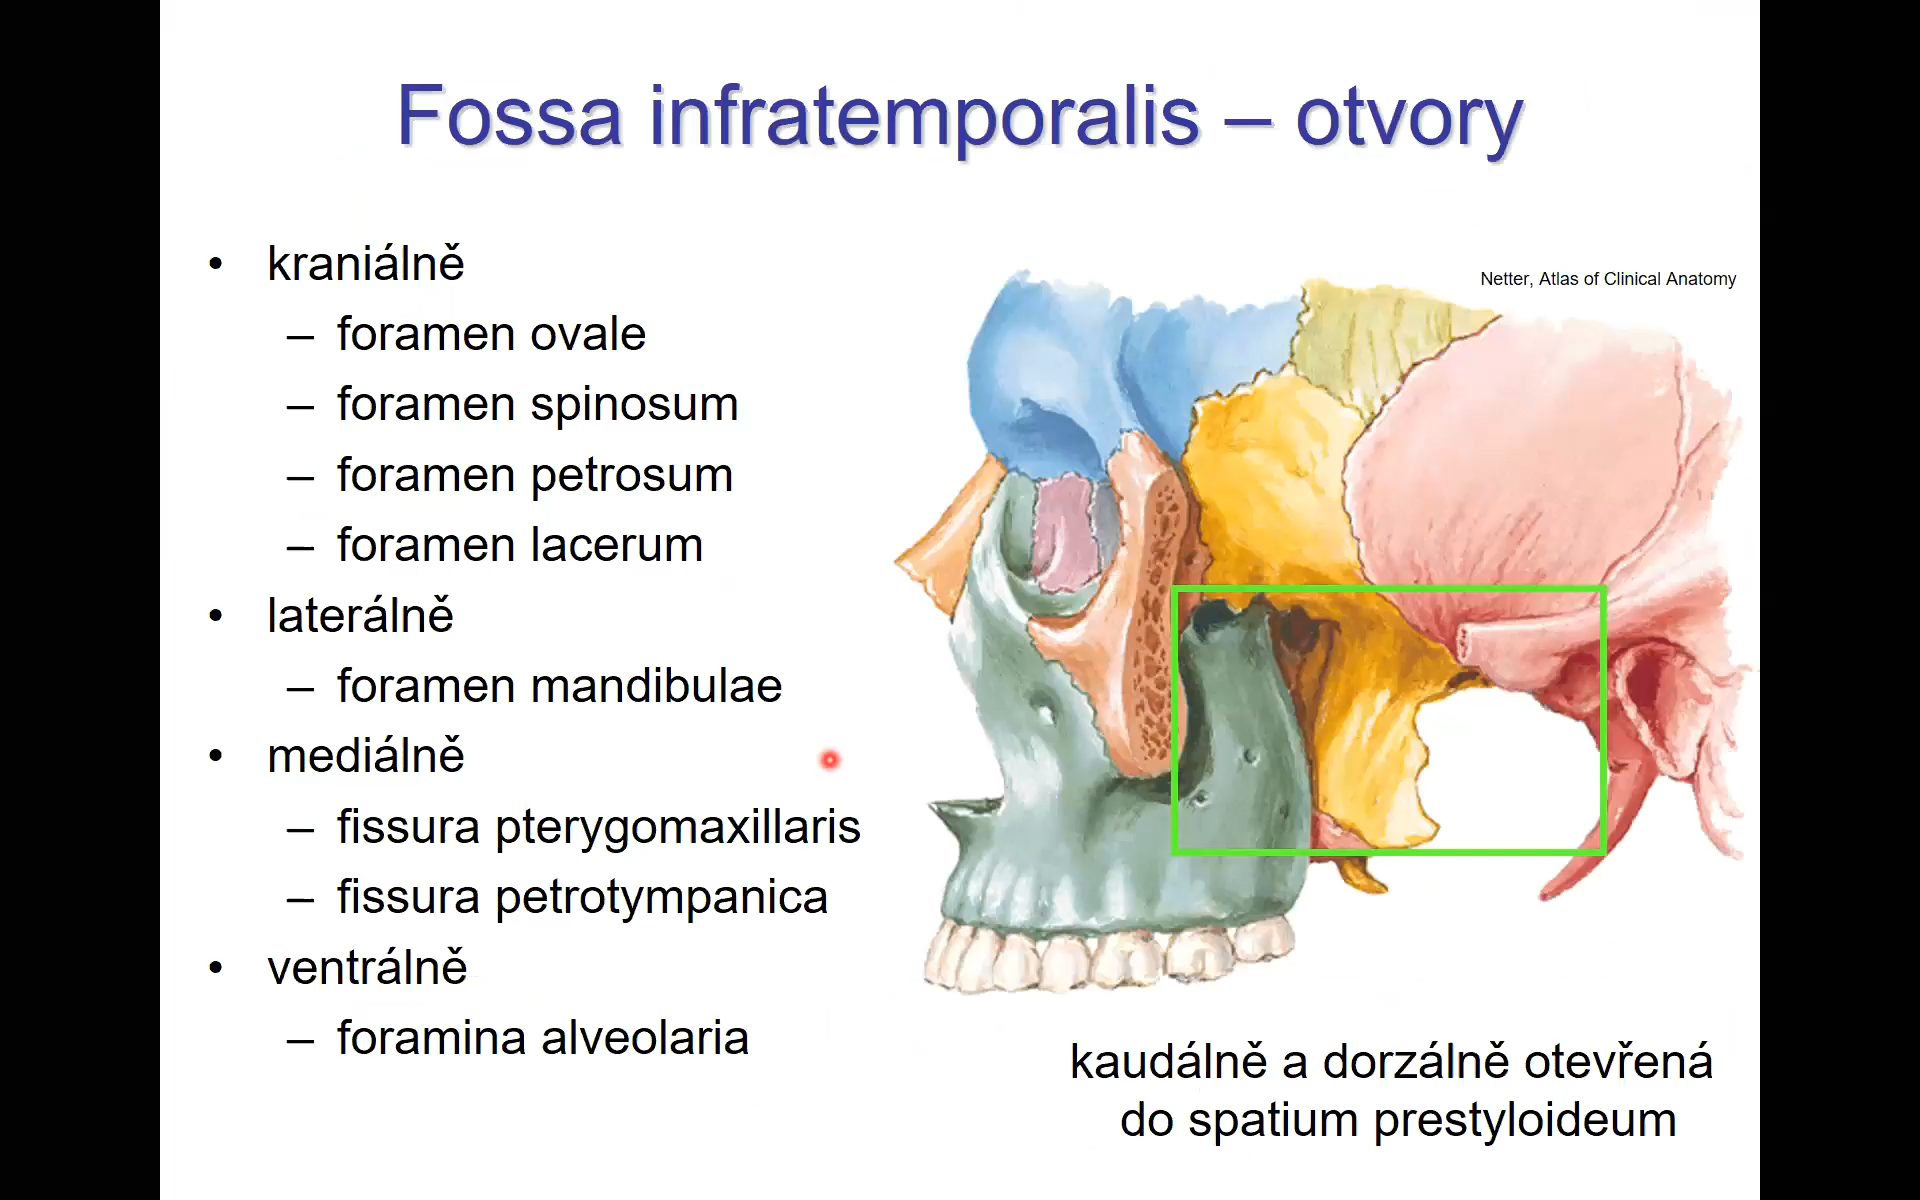 Fossa infratemporalis – otvory
• kraniálně
– foramen ovale
– foramen spinosum
– foramen petrosum
– foramen lacerum
• laterálně
– foramen mandibulae
• mediálně
– fissura pterygomaxillaris
– fissura petrotympanica
• ventrálně
– foramina alveolaria
Netter, Atlas of Clinical Anatomy
kaudálně a dorzálně otevřená
do spatium prestyloideum